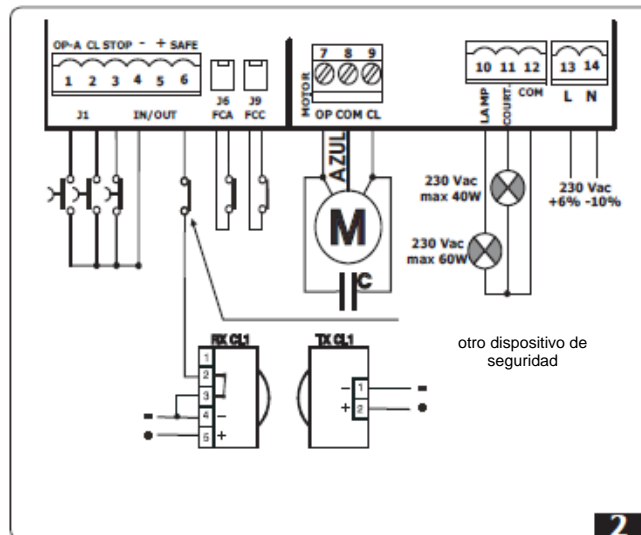 OP-A CL STOP - + SAFE
1 2 3 4 5 6
J1 IN/OUT
J6 J9
FCA FCC
MOTOR
7 8 9
OP COM CL
10 11 12
LAMP COURT. COM
13 14
L N
AZUL
M
C
230 Vac
max 40W
230 Vac
max 60W
230 Vac
+6% -10%
otro dispositivo de
seguridad
RX CL1
1
2
3
4 -
5 +
TX CL1
- 1
+ 2
2